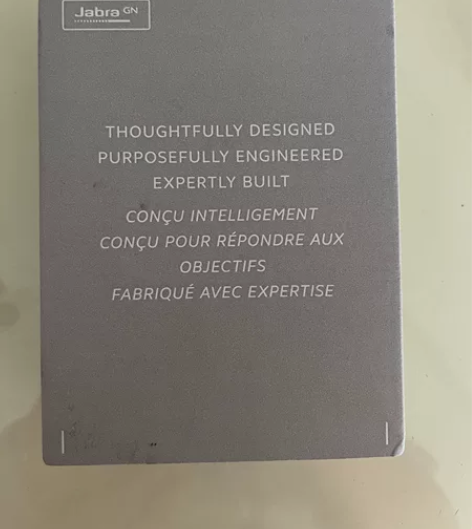 Jabra GN
THOUGHTFULLY DESIGNED
PURPOSEFULLY ENGINEERED
EXPERTLY BUILT
CONÇU INTELLIGEMENT
CONÇU POUR RÉPONDRE AUX
OBJECTIFS
FABRIQUÉ AVEC EXPERTISE